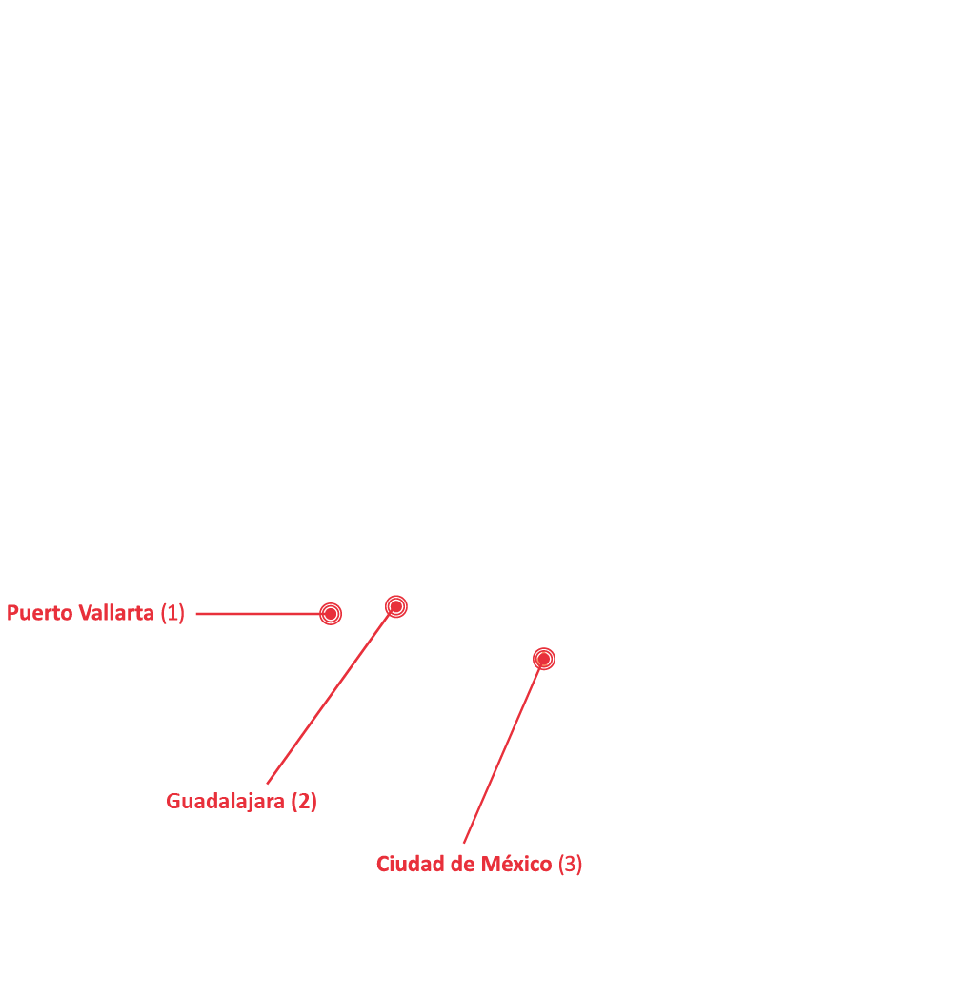 Puerto Vallarta (1)
Guadalajara (2)
Ciudad de México (3)